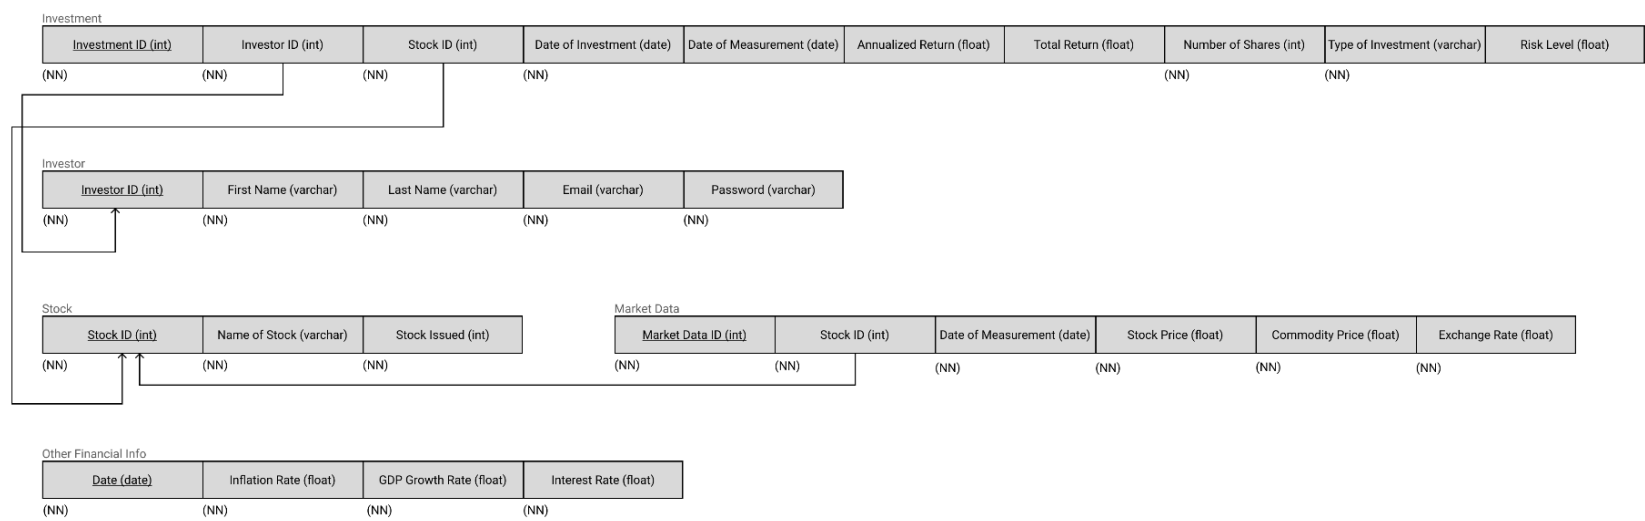 Investment
Investment ID (int) Investor ID (int) Stock ID (int) Date of Investment (date) Date of Measurement (date) Annualized Return (float) Total Return (float) Number of Shares (int) Type of Investment (varchar) Risk Level (float)
(NN) (NN) (NN) (NN) (NN) (NN)
Investor
Investor ID (int) First Name (varchar) Last Name (varchar) Email (varchar) Password (varchar)
(NN) (NN) (NN) (NN) (NN)
Stock Market Data
Stock ID (int) Name of Stock (varchar) Stock Issued (int) Market Data ID (int) Stock ID (int) Date of Measurement (date) Stock Price (float) Commodity Price (float) Exchange Rate (float)
(NN) (NN) (NN) (NN) (NN) (NN) (NN) (NN) (NN)
Other Financial Info
Date (date) Inflation Rate (float) GDP Growth Rate (float) Interest Rate (float)
(NN) (NN) (NN) (NN)